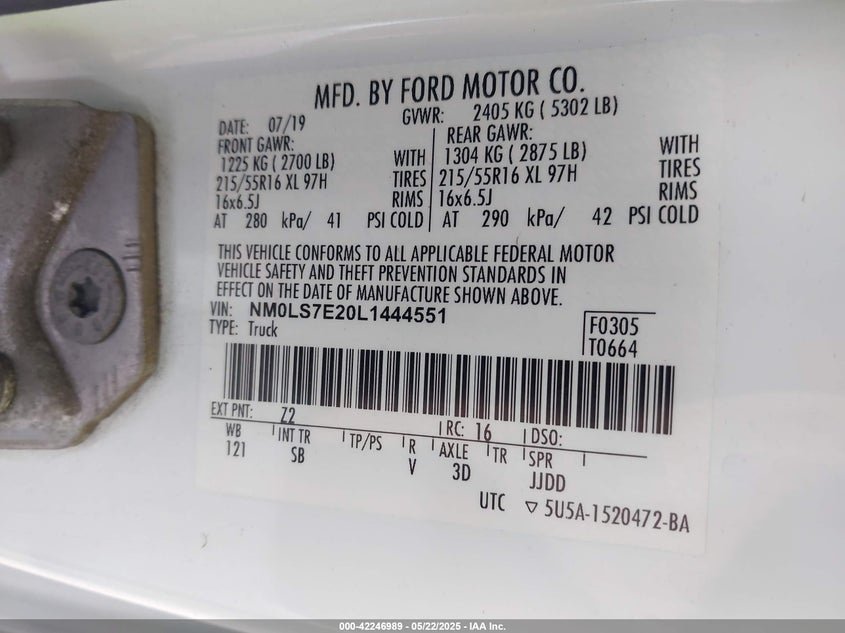 MFD. BY FORD MOTOR CO.
DATE: 07/19 GVWR: 2405 KG ( 5302 LB)
FRONT GAWR: REAR GAWR:
1225 KG ( 2700 LB) WITH 1304 KG ( 2875 LB) WITH
215/55R16 XL 97H TIRES 215/55R16 XL 97H TIRES
16x6.5J RIMS 16x6.5J RIMS
AT 280 kPa/ 41 PSI COLD AT 290 kPa/ 42 PSI COLD
THIS VEHICLE CONFORMS TO ALL APPLICABLE FEDERAL MOTOR
VEHICLE SAFETY AND THEFT PREVENTION STANDARDS IN
EFFECT ON THE DATE OF MANUFACTURE SHOWN ABOVE.
VIN: NM0LS7E20L1444551
TYPE: Truck
F0305
T0664
EXT PNT: Z2 RC: 16 DSO:
WB INT TR TP/PS R AXLE TR SPR
121 SB V 3D JJDD
UTC ▽ 5U5A-1520472-BA
000-42246989 - 05/22/2025 - IAA Inc.